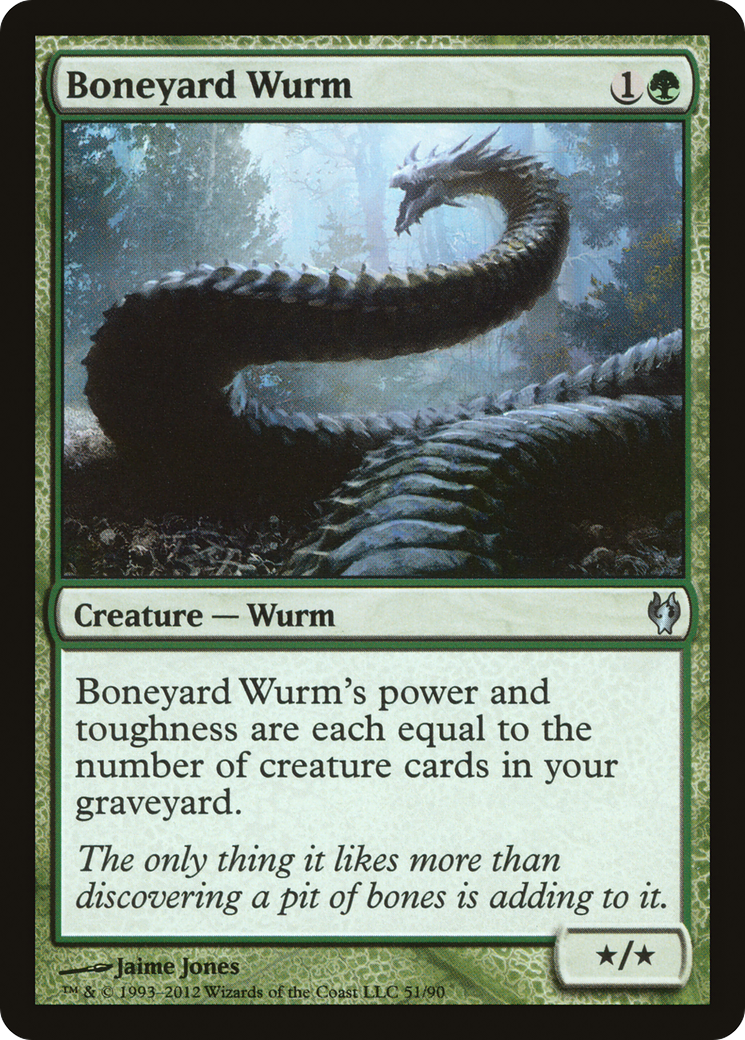 Boneyard Wurm 1
Creature — Wurm
Boneyard Wurm's power and
toughness are each equal to the
number of creature cards in your
graveyard.
The only thing it likes more than
discovering a pit of bones is adding to it.
★/★
Jaime Jones
™ & © 1993–2012 Wizards of the Coast LLC 51/90